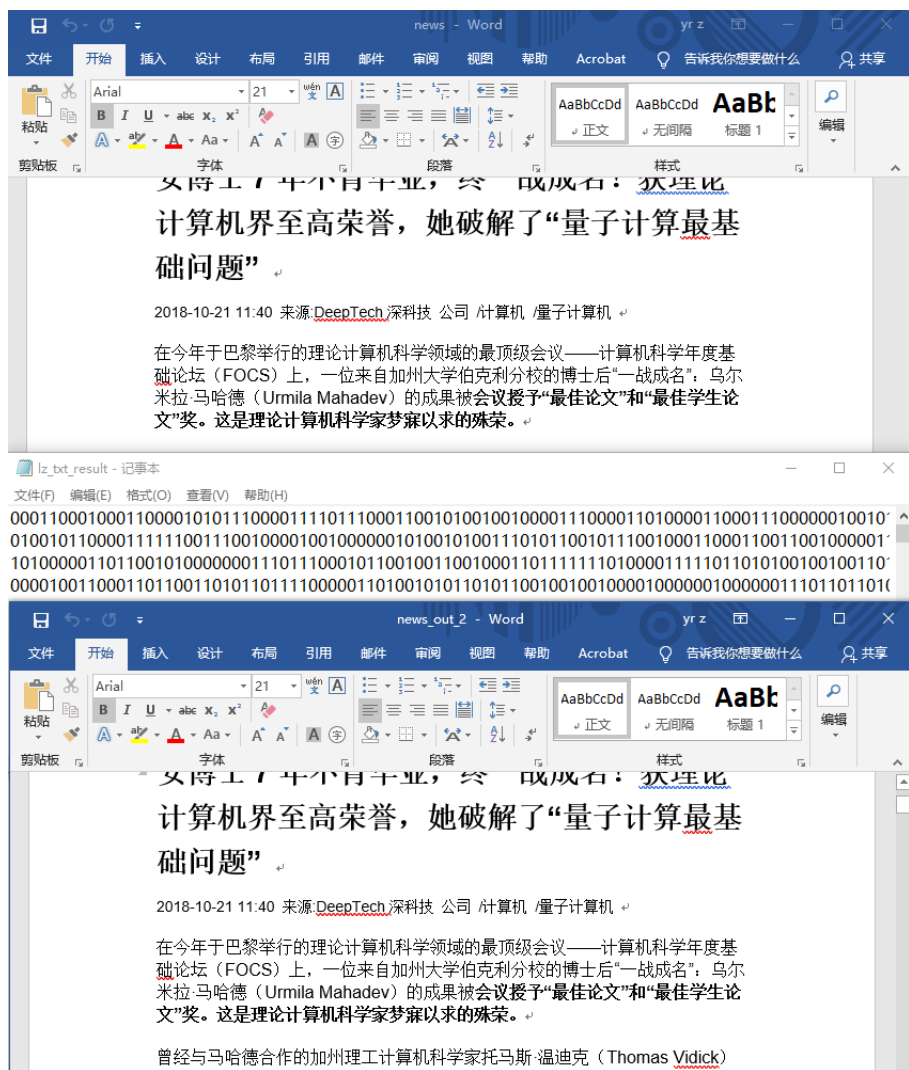 news - Word
yr z
文件 开始 插入 设计 布局 引用 邮件 审阅 视图 帮助 Acrobat 告诉我你想要做什么 共享
Arial 21 wén 文 A
粘贴 B I U abc X₂ X² AaBbCcDd AaBbCcDd AaBb 编辑
A aby A Aa A A A 字 正文 无间隔 标题 1
剪贴板 字体 段落 样式
计算机界至高荣誉，她破解了“量子计算最基
础问题”
2018-10-21 11:40 来源:DeepTech 深科技 公司 /计算机 /量子计算机
在今年于巴黎举行的理论计算机科学领域的最顶级会议——计算机科学年度基
础论坛（FOCS）上，一位来自加州大学伯克利分校的博士后“一战成名”：乌尔
米拉·马哈德（Urmila Mahadev）的成果被会议授予“最佳论文”和“最佳学生论
文”奖。这是理论计算机科学家梦寐以求的殊荣。
lz_txt_result - 记事本
文件(F) 编辑(E) 格式(O) 查看(V) 帮助(H)
news_out_2 - Word
yr z
文件 开始 插入 设计 布局 引用 邮件 审阅 视图 帮助 Acrobat 告诉我你想要做什么 共享
Arial 21 wén 文 A
粘贴 B I U abc X₂ X² AaBbCcDd AaBbCcDd AaBb 编辑
A aby A Aa A A A 字 正文 无间隔 标题 1
剪贴板 字体 段落 样式
计算机界至高荣誉，她破解了“量子计算最基
础问题”
2018-10-21 11:40 来源:DeepTech 深科技 公司 /计算机 /量子计算机
在今年于巴黎举行的理论计算机科学领域的最顶级会议——计算机科学年度基
础论坛（FOCS）上，一位来自加州大学伯克利分校的博士后“一战成名”：乌尔
米拉·马哈德（Urmila Mahadev）的成果被会议授予“最佳论文”和“最佳学生论
文”奖。这是理论计算机科学家梦寐以求的殊荣。
曾经与马哈德合作的加州理工计算机科学家托马斯·温迪克（Thomas Vidick）